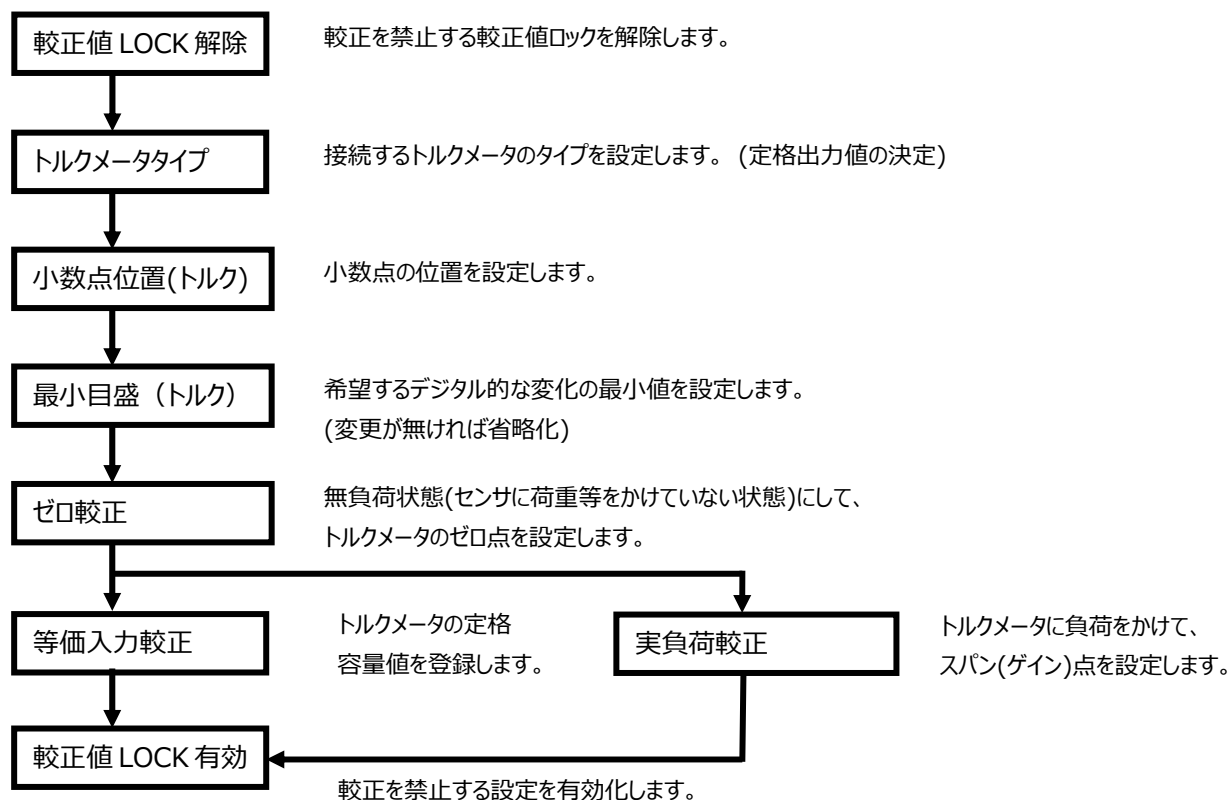 較正値 LOCK 解除
較正を禁止する較正値ロックを解除します。
トルクメータタイプ
接続するトルクメータのタイプを設定します。 (定格出力値の決定)
小数点位置(トルク)
小数点の位置を設定します。
最小目盛（トルク）
希望するデジタル的な変化の最小値を設定します。
(変更が無ければ省略化)
ゼロ較正
無負荷状態(センサに荷重等をかけていない状態)にして、
トルクメータのゼロ点を設定します。
等価入力較正
トルクメータの定格
容量値を登録します。
実負荷較正
トルクメータに負荷をかけて、
スパン(ゲイン)点を設定します。
較正値 LOCK 有効
較正を禁止する設定を有効化します。